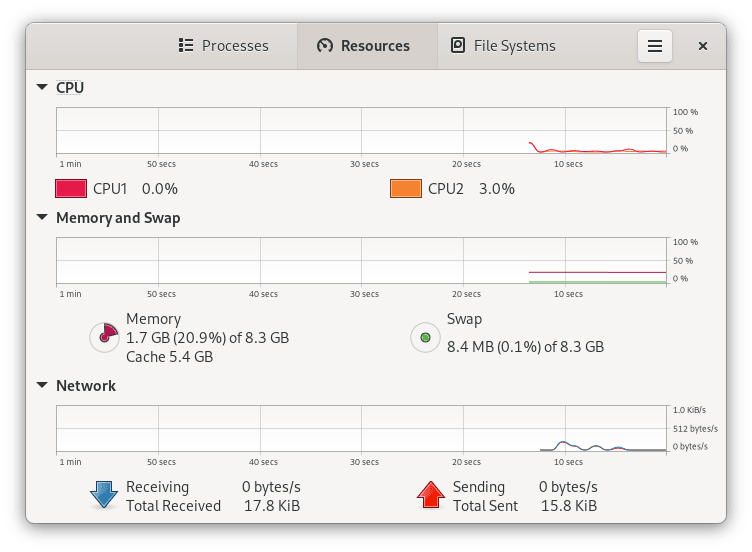 Processes Resources File Systems
CPU
100 %
50 %
0 %
1 min 50 secs 40 secs 30 secs 20 secs 10 secs
CPU1 0.0% CPU2 3.0%
Memory and Swap
100 %
50 %
0 %
1 min 50 secs 40 secs 30 secs 20 secs 10 secs
Memory
1.7 GB (20.9%) of 8.3 GB
Cache 5.4 GB
Swap
8.4 MB (0.1%) of 8.3 GB
Network
1.0 KiB/s
512 bytes/s
0 bytes/s
1 min 50 secs 40 secs 30 secs 20 secs 10 secs
Receiving 0 bytes/s
Total Received 17.8 KiB
Sending 0 bytes/s
Total Sent 15.8 KiB